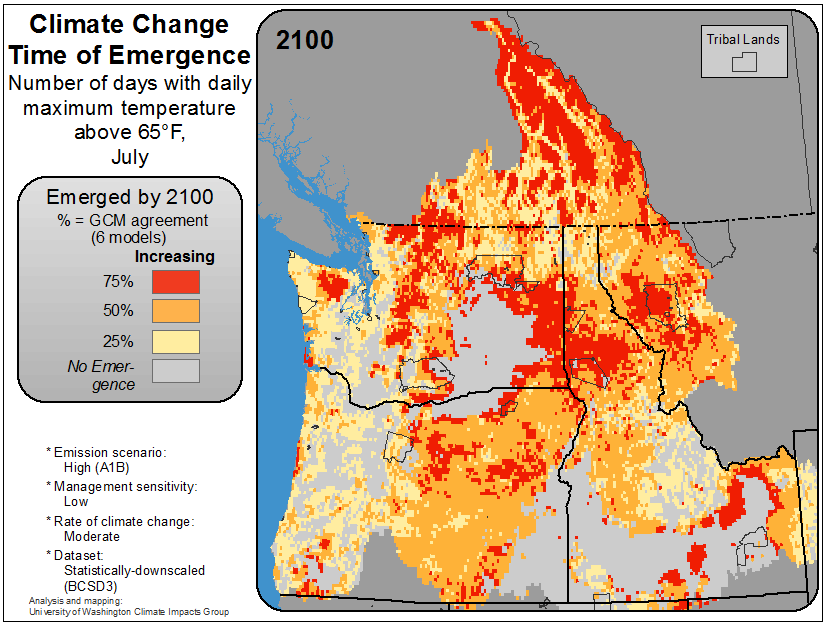 Climate Change
Time of Emergence
Number of days with daily
maximum temperature
above 65°F,
July
Emerged by 2100
% = GCM agreement
(6 models)
Increasing
75%
50%
25%
No Emer-
gence
* Emission scenario:
High (A1B)
* Management sensitivity:
Low
* Rate of climate change:
Moderate
* Dataset:
Statistically-downscaled
(BCSD3)
Analysis and mapping:
University of Washington Climate Impacts Group
2100
Tribal Lands